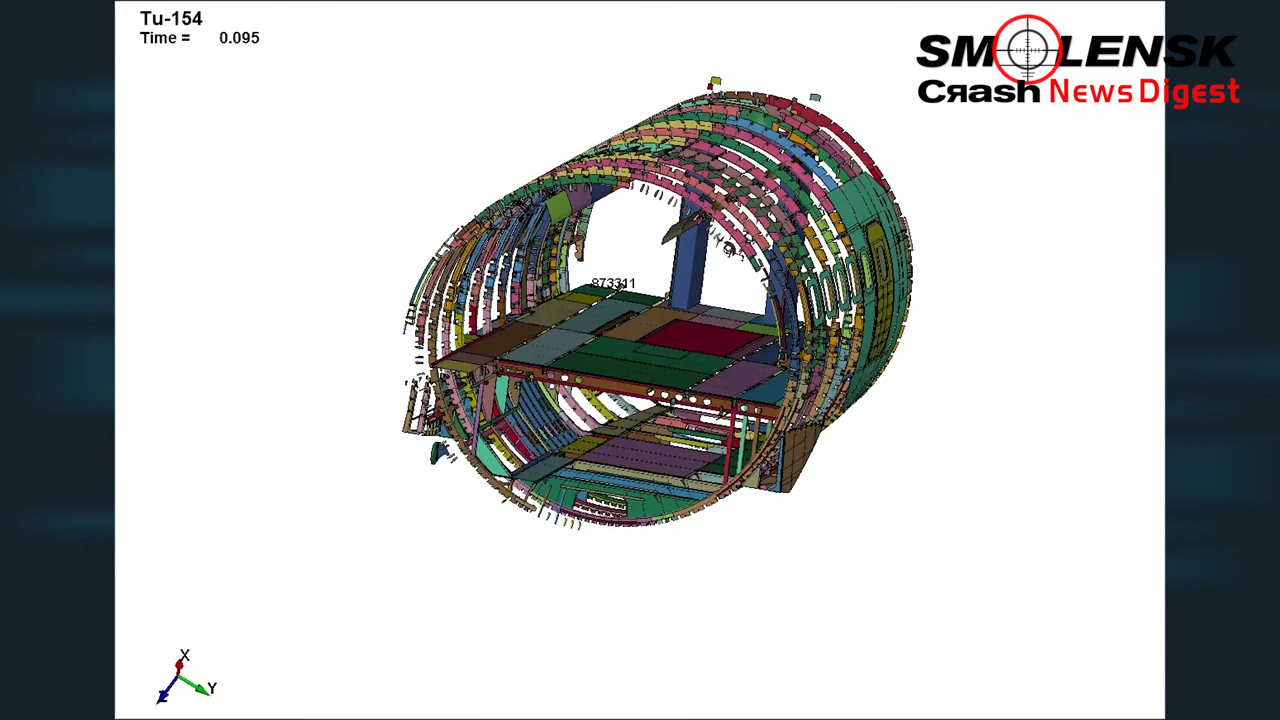 Tu-154
Time = 0.095
SMOLENSK
CЯash News Digest
873311
X
Y
Z